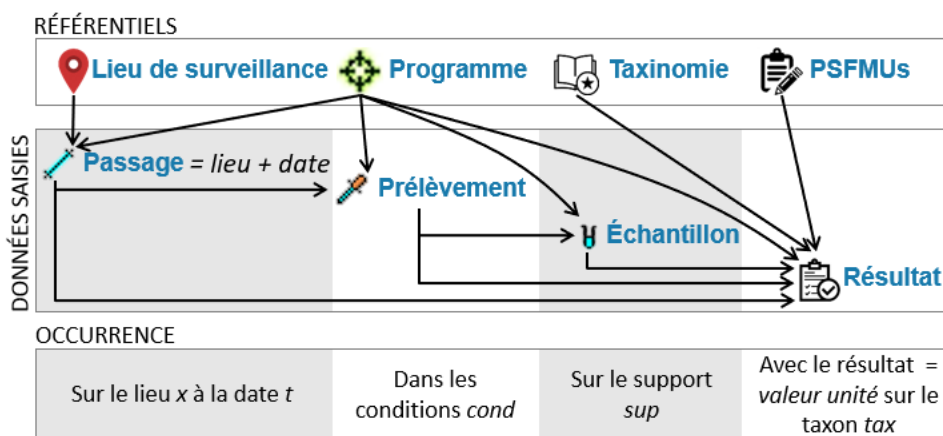 RÉFÉRENTIELS
Lieu de surveillance
Programme
Taxinomie
PSFMUs
DONNÉES SAISIES
Passage = lieu + date
Prélèvement
Échantillon
Résultat
OCCURRENCE
Sur le lieu x à la date t
Dans les
conditions cond
Sur le support
sup
Avec le résultat =
valeur unité sur le
taxon tax